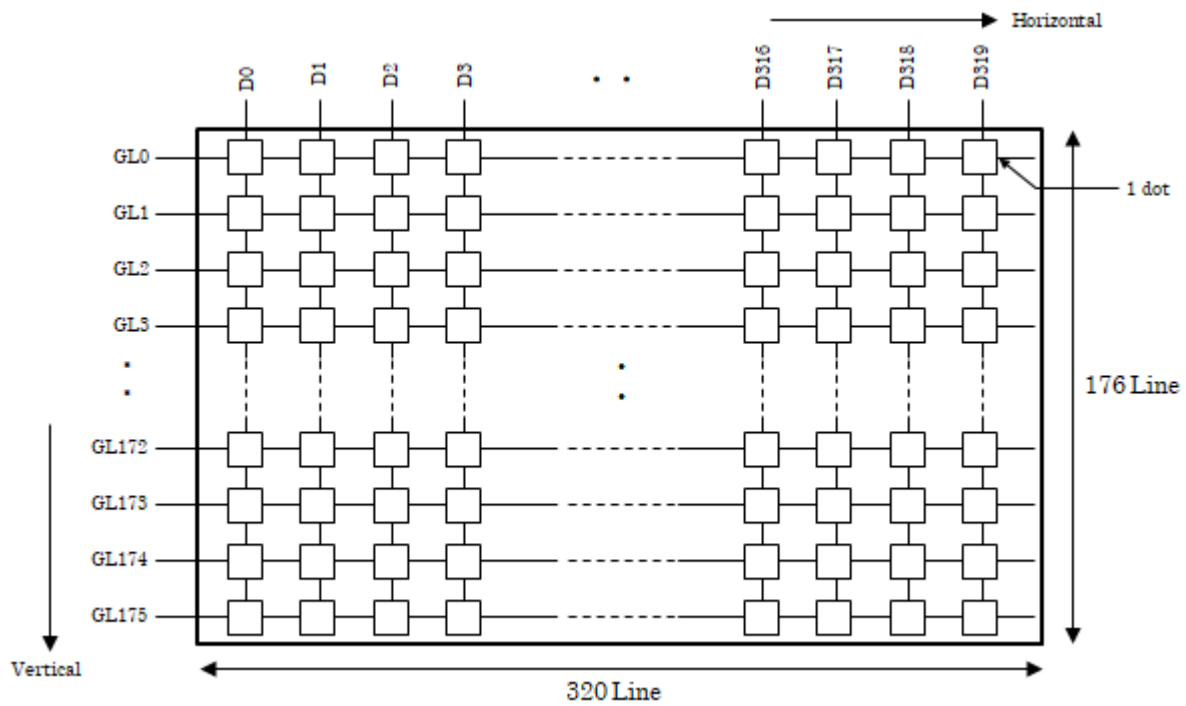 Horizontal
D0 D1 D2 D3 D316 D317 D318 D319
GL0
1 dot
GL1
GL2
GL3
176 Line
GL172
GL173
GL174
GL175
Vertical
320 Line